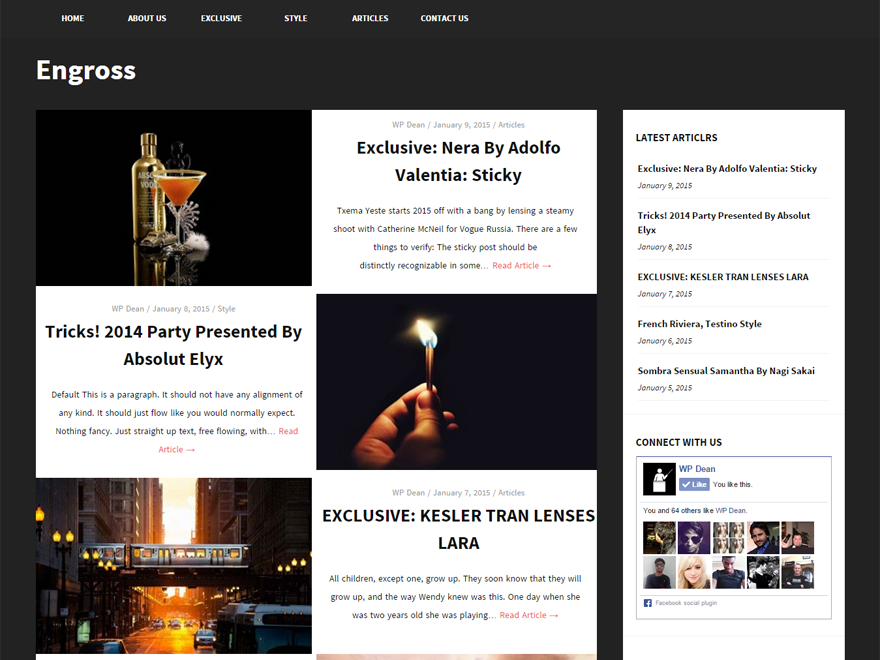 HOME ABOUT US EXCLUSIVE STYLE ARTICLES CONTACT US
Engross
WP Dean / January 9, 2015 / Articles
Exclusive: Nera By Adolfo
Valentia: Sticky
Txema Yeste starts 2015 off with a bang by lensing a steamy
shoot with Catherine McNeil for Vogue Russia. There are a few
things to verify: The sticky post should be
distinctly recognizable in some… Read Article →
WP Dean / January 8, 2015 / Style
Tricks! 2014 Party Presented By
Absolut Elyx
Default This is a paragraph. It should not have any alignment of
any kind. It should just flow like you would normally expect.
Nothing fancy. Just straight up text, free flowing, with… Read
Article →
WP Dean / January 7, 2015 / Articles
EXCLUSIVE: KESLER TRAN LENSES
LARA
All children, except one, grow up. They soon know that they will
grow up, and the way Wendy knew was this. One day when she
was two years old she was playing… Read Article →
LATEST ARTICLRS
Exclusive: Nera By Adolfo Valentia: Sticky
January 9, 2015
Tricks! 2014 Party Presented By Absolut
Elyx
January 8, 2015
EXCLUSIVE: KESLER TRAN LENSES LARA
January 7, 2015
French Riviera, Testino Style
January 6, 2015
Sombra Sensual Samantha By Nagi Sakai
January 5, 2015
CONNECT WITH US
WP Dean
Like You like this.
You and 64 others like WP Dean.
Facebook social plugin